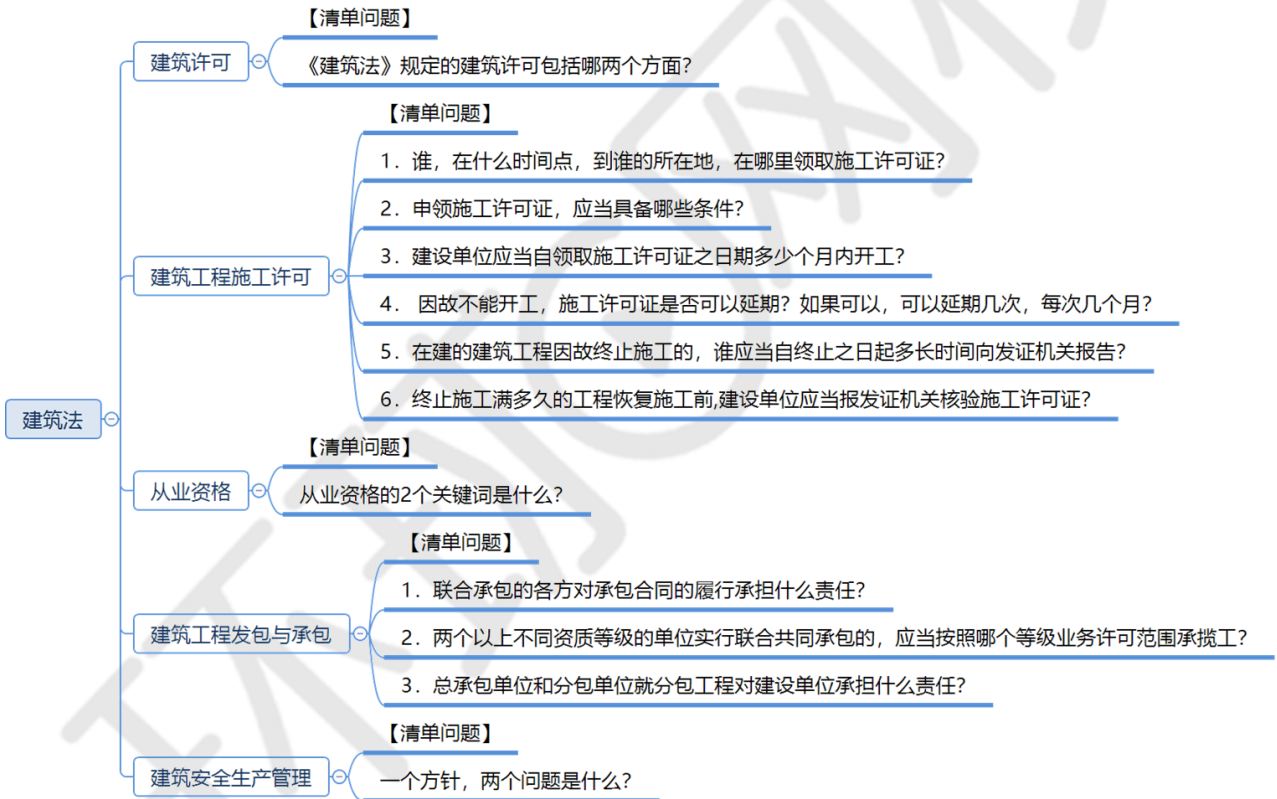 建筑法
建筑许可
【清单问题】
《建筑法》规定的建筑许可包括哪两个方面?
建筑工程施工许可
【清单问题】
1. 谁，在什么时间点，到谁的所在地，在哪里领取施工许可证?
2. 申领施工许可证，应当具备哪些条件?
3. 建设单位应当自领取施工许可证之日期多少个月内开工?
4. 因故不能开工，施工许可证是否可以延期? 如果可以，可以延期几次，每次几个月?
5. 在建的建筑工程因故终止施工的，谁应当自终止之日起多长时间向发证机关报告?
6. 终止施工满多久的工程恢复施工前,建设单位应当报发证机关核验施工许可证?
从业资格
【清单问题】
从业资格的2个关键词是什么?
建筑工程发包与承包
【清单问题】
1. 联合承包的各方对承包合同的履行承担什么责任?
2. 两个以上不同资质等级的单位实行联合共同承包的，应当按照哪个等级业务许可范围承揽工?
3. 总承包单位和分包单位就分包工程对建设单位承担什么责任?
建筑安全生产管理
【清单问题】
一个方针，两个问题是什么?